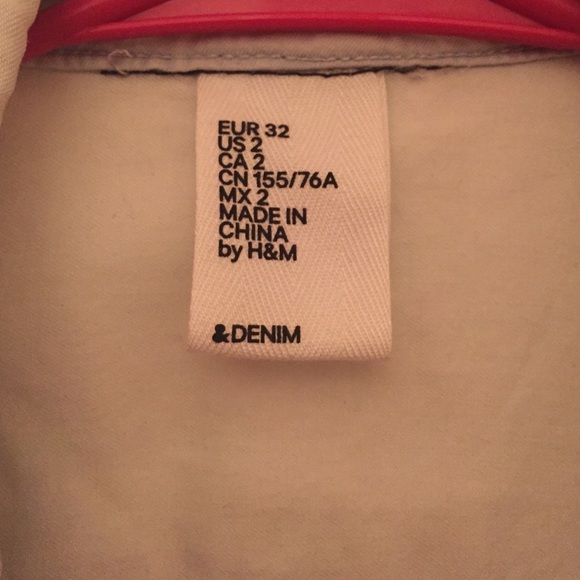 EUR 32
US 2
CA 2
CN 155/76A
MX 2
MADE IN
CHINA
by H&M
&DENIM